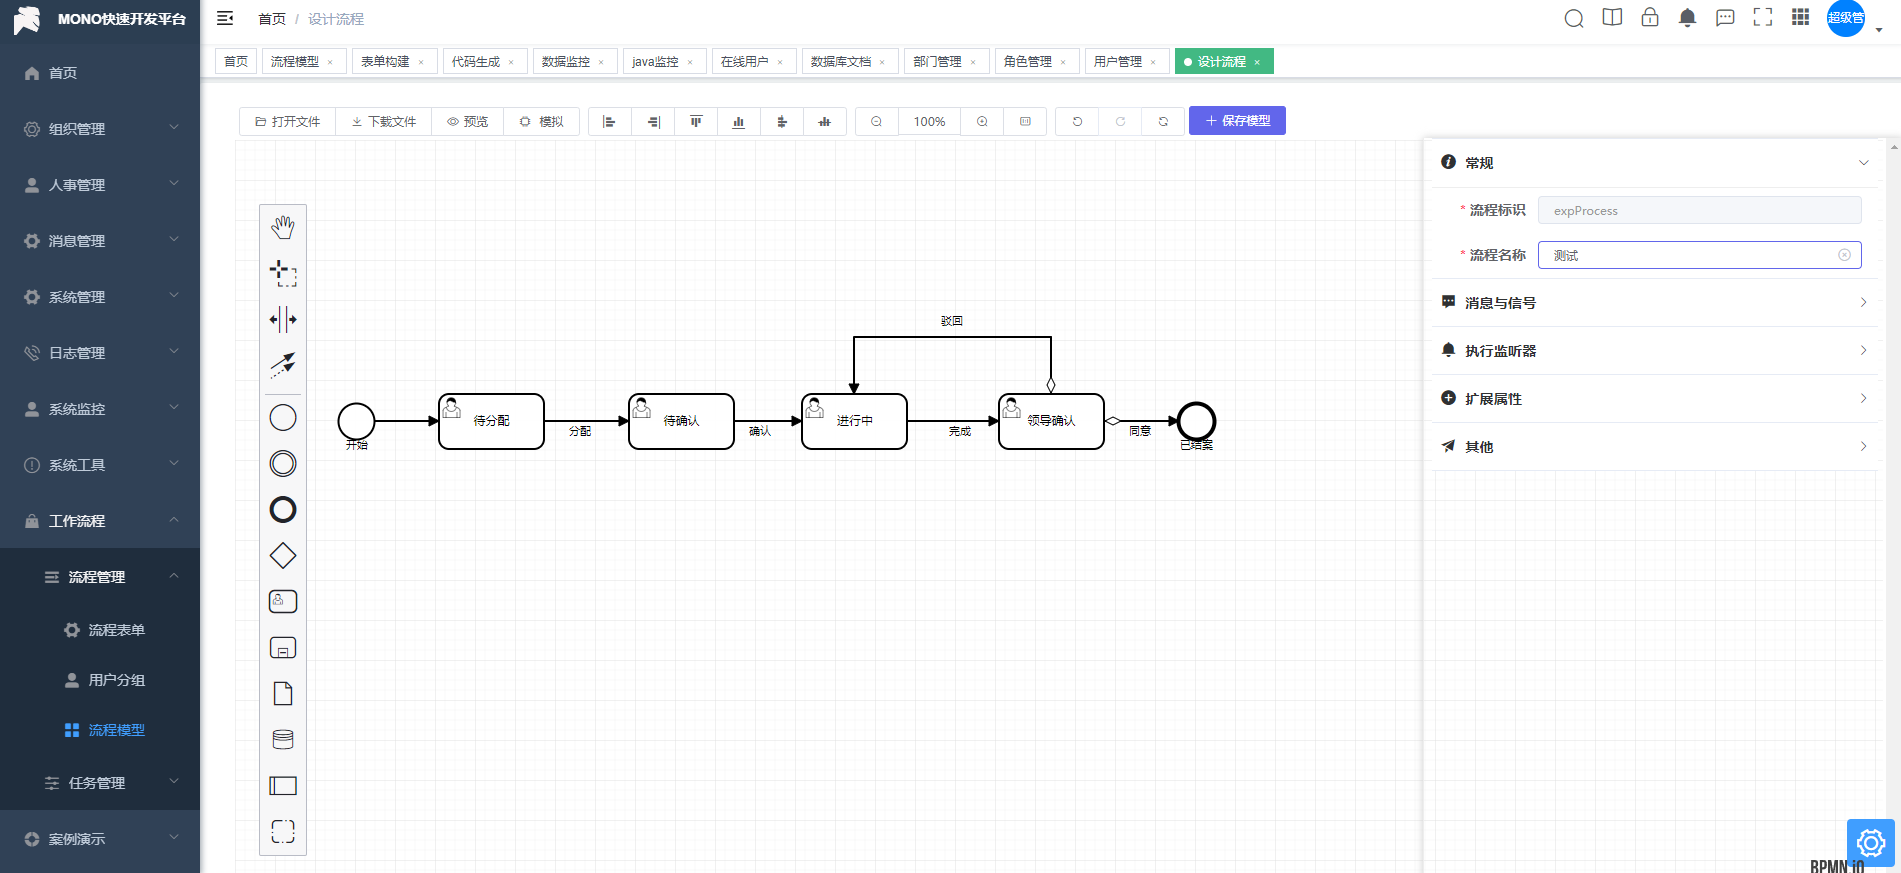 MONO快速开发平台
首页 / 设计流程
超级管
首页 流程模型 × 表单构建 × 代码生成 × 数据监控 × java监控 × 在线用户 × 数据库文档 × 部门管理 × 角色管理 × 用户管理 × 设计流程 ×
首页
组织管理
人事管理
消息管理
系统管理
日志管理
系统监控
系统工具
工作流程
流程管理
流程表单
用户分组
流程模型
任务管理
案例演示
打开文件 下载文件 预览 模拟 100% 保存模型
驳回
开始
待分配
分配
待确认
确认
进行中
完成
领导确认
同意
已结案
常规
* 流程标识 expProcess
* 流程名称 测试
消息与信号
执行监听器
扩展属性
其他
BPMN.iO